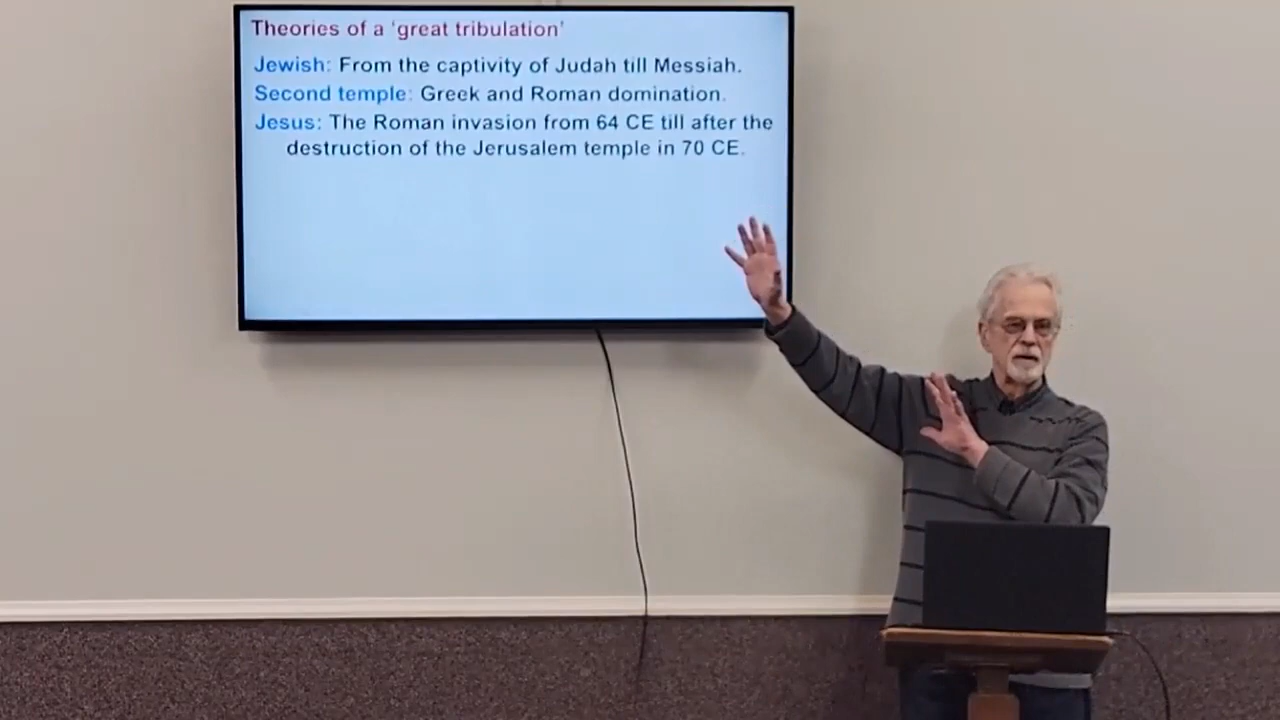 Theories of a ‘great tribulation’
Jewish: From the captivity of Judah till Messiah.
Second temple: Greek and Roman domination.
Jesus: The Roman invasion from 64 CE till after the
destruction of the Jerusalem temple in 70 CE.